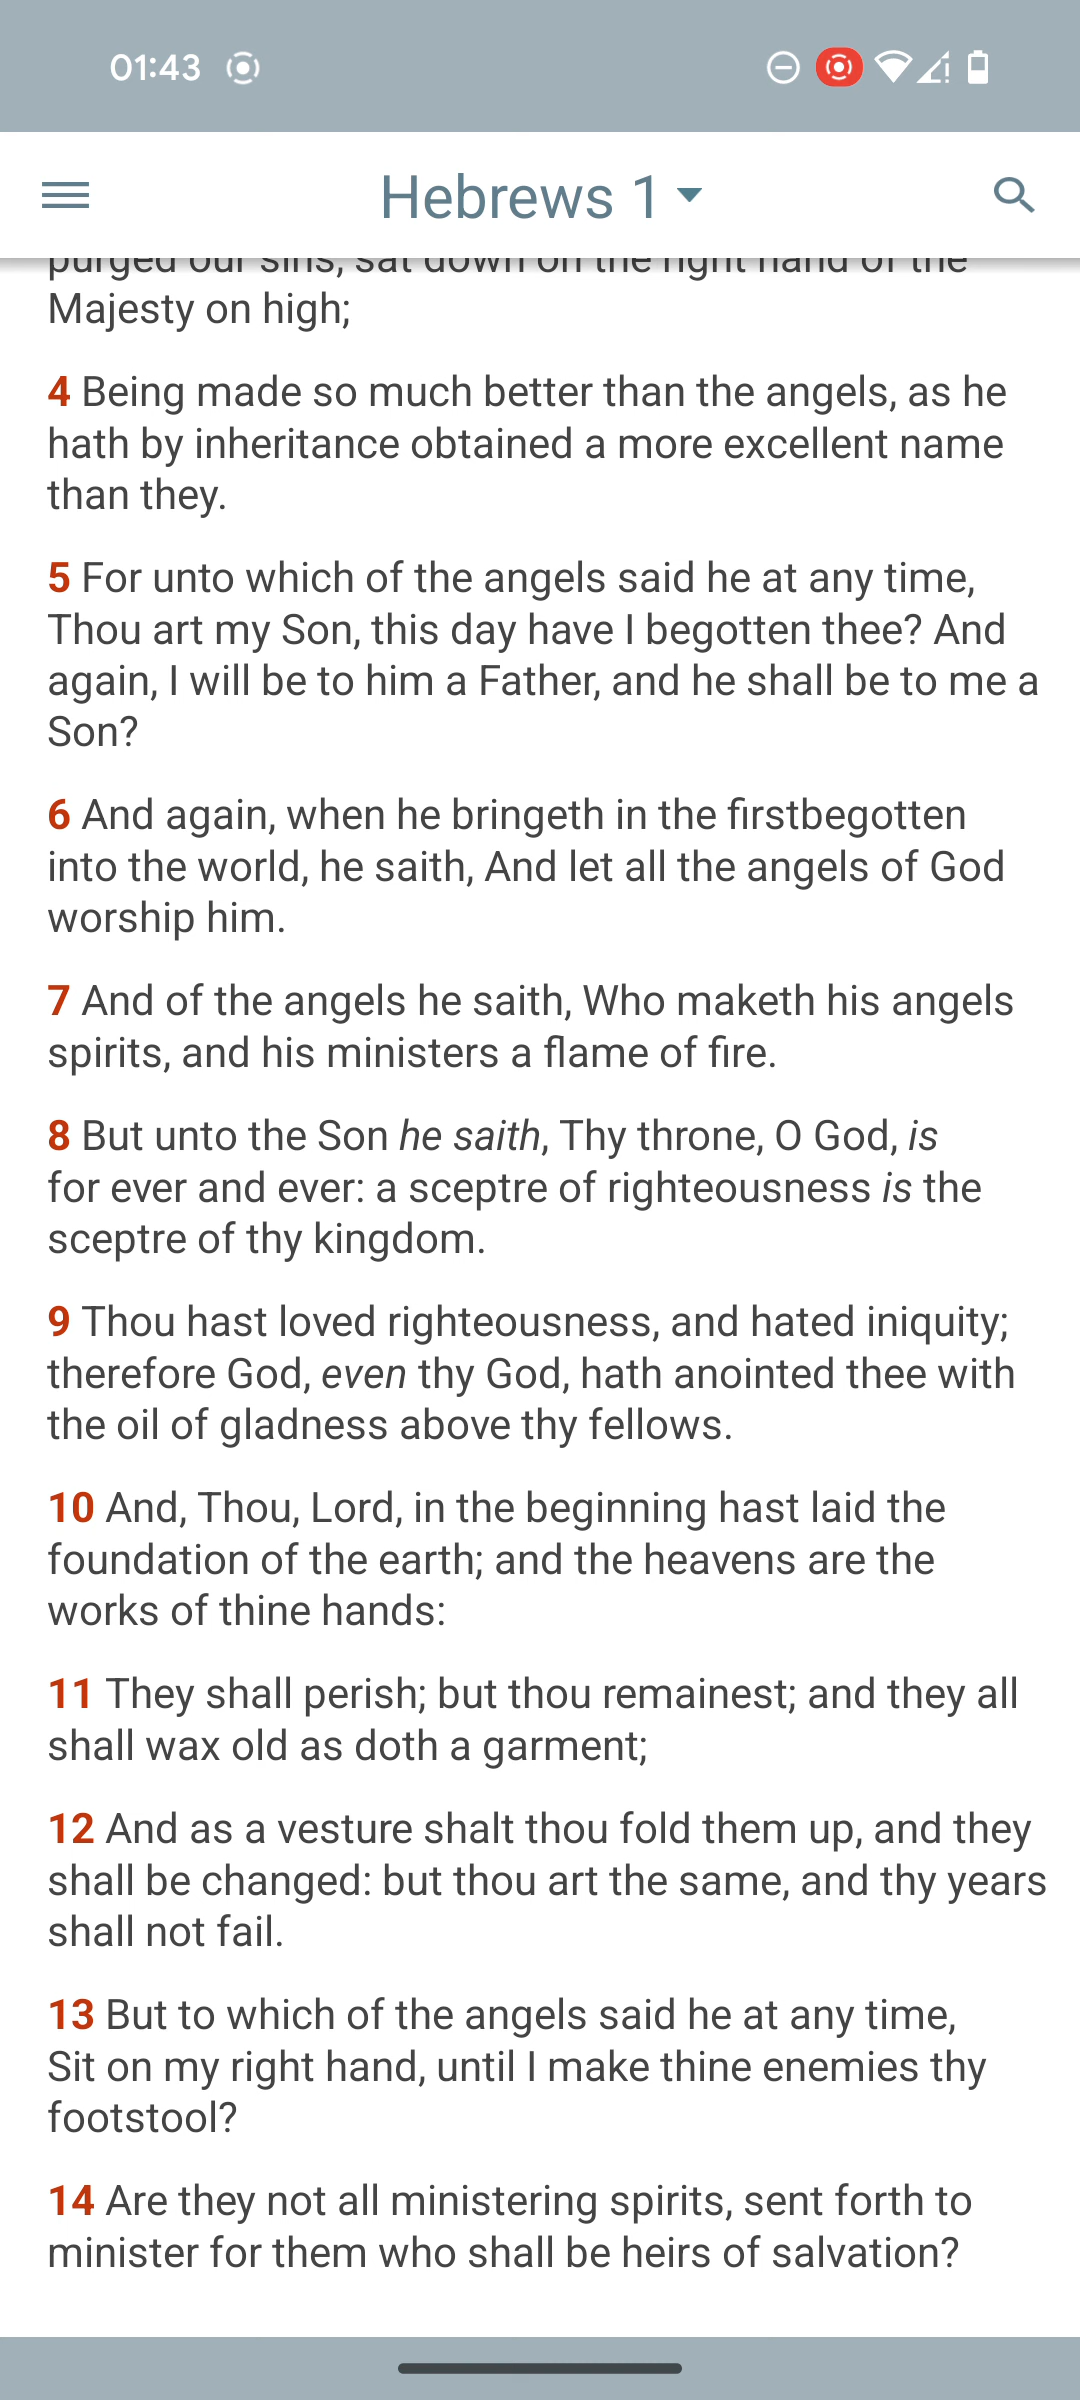 01:43
Hebrews 1
purged our sins, sat down on the right hand of the
Majesty on high;
4 Being made so much better than the angels, as he
hath by inheritance obtained a more excellent name
than they.
5 For unto which of the angels said he at any time,
Thou art my Son, this day have I begotten thee? And
again, I will be to him a Father, and he shall be to me a
Son?
6 And again, when he bringeth in the firstbegotten
into the world, he saith, And let all the angels of God
worship him.
7 And of the angels he saith, Who maketh his angels
spirits, and his ministers a flame of fire.
8 But unto the Son he saith, Thy throne, O God, is
for ever and ever: a sceptre of righteousness is the
sceptre of thy kingdom.
9 Thou hast loved righteousness, and hated iniquity;
therefore God, even thy God, hath anointed thee with
the oil of gladness above thy fellows.
10 And, Thou, Lord, in the beginning hast laid the
foundation of the earth; and the heavens are the
works of thine hands:
11 They shall perish; but thou remainest; and they all
shall wax old as doth a garment;
12 And as a vesture shalt thou fold them up, and they
shall be changed: but thou art the same, and thy years
shall not fail.
13 But to which of the angels said he at any time,
Sit on my right hand, until I make thine enemies thy
footstool?
14 Are they not all ministering spirits, sent forth to
minister for them who shall be heirs of salvation?